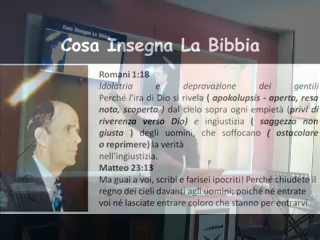 Cosa Insegna La Bibbia
Romani 1:18
Idolatria e depravazione dei gentili
Perché l'ira di Dio si rivela ( apokolupsis - aperta, resa
nota, scoperta ) dal cielo sopra ogni empietà (privi di
riverenza verso Dio) e ingiustizia ( saggezza non
giusta ) degli uomini, che soffocano ( ostacolare
o reprimere) la verità
nell'ingiustizia.
Matteo 23:13
Ma guai a voi, scribi e farisei ipocriti! Perché chiudete il
regno dei cieli davanti agli uomini; poiché né entrate
voi né lasciate entrare coloro che stanno per entrarvi.